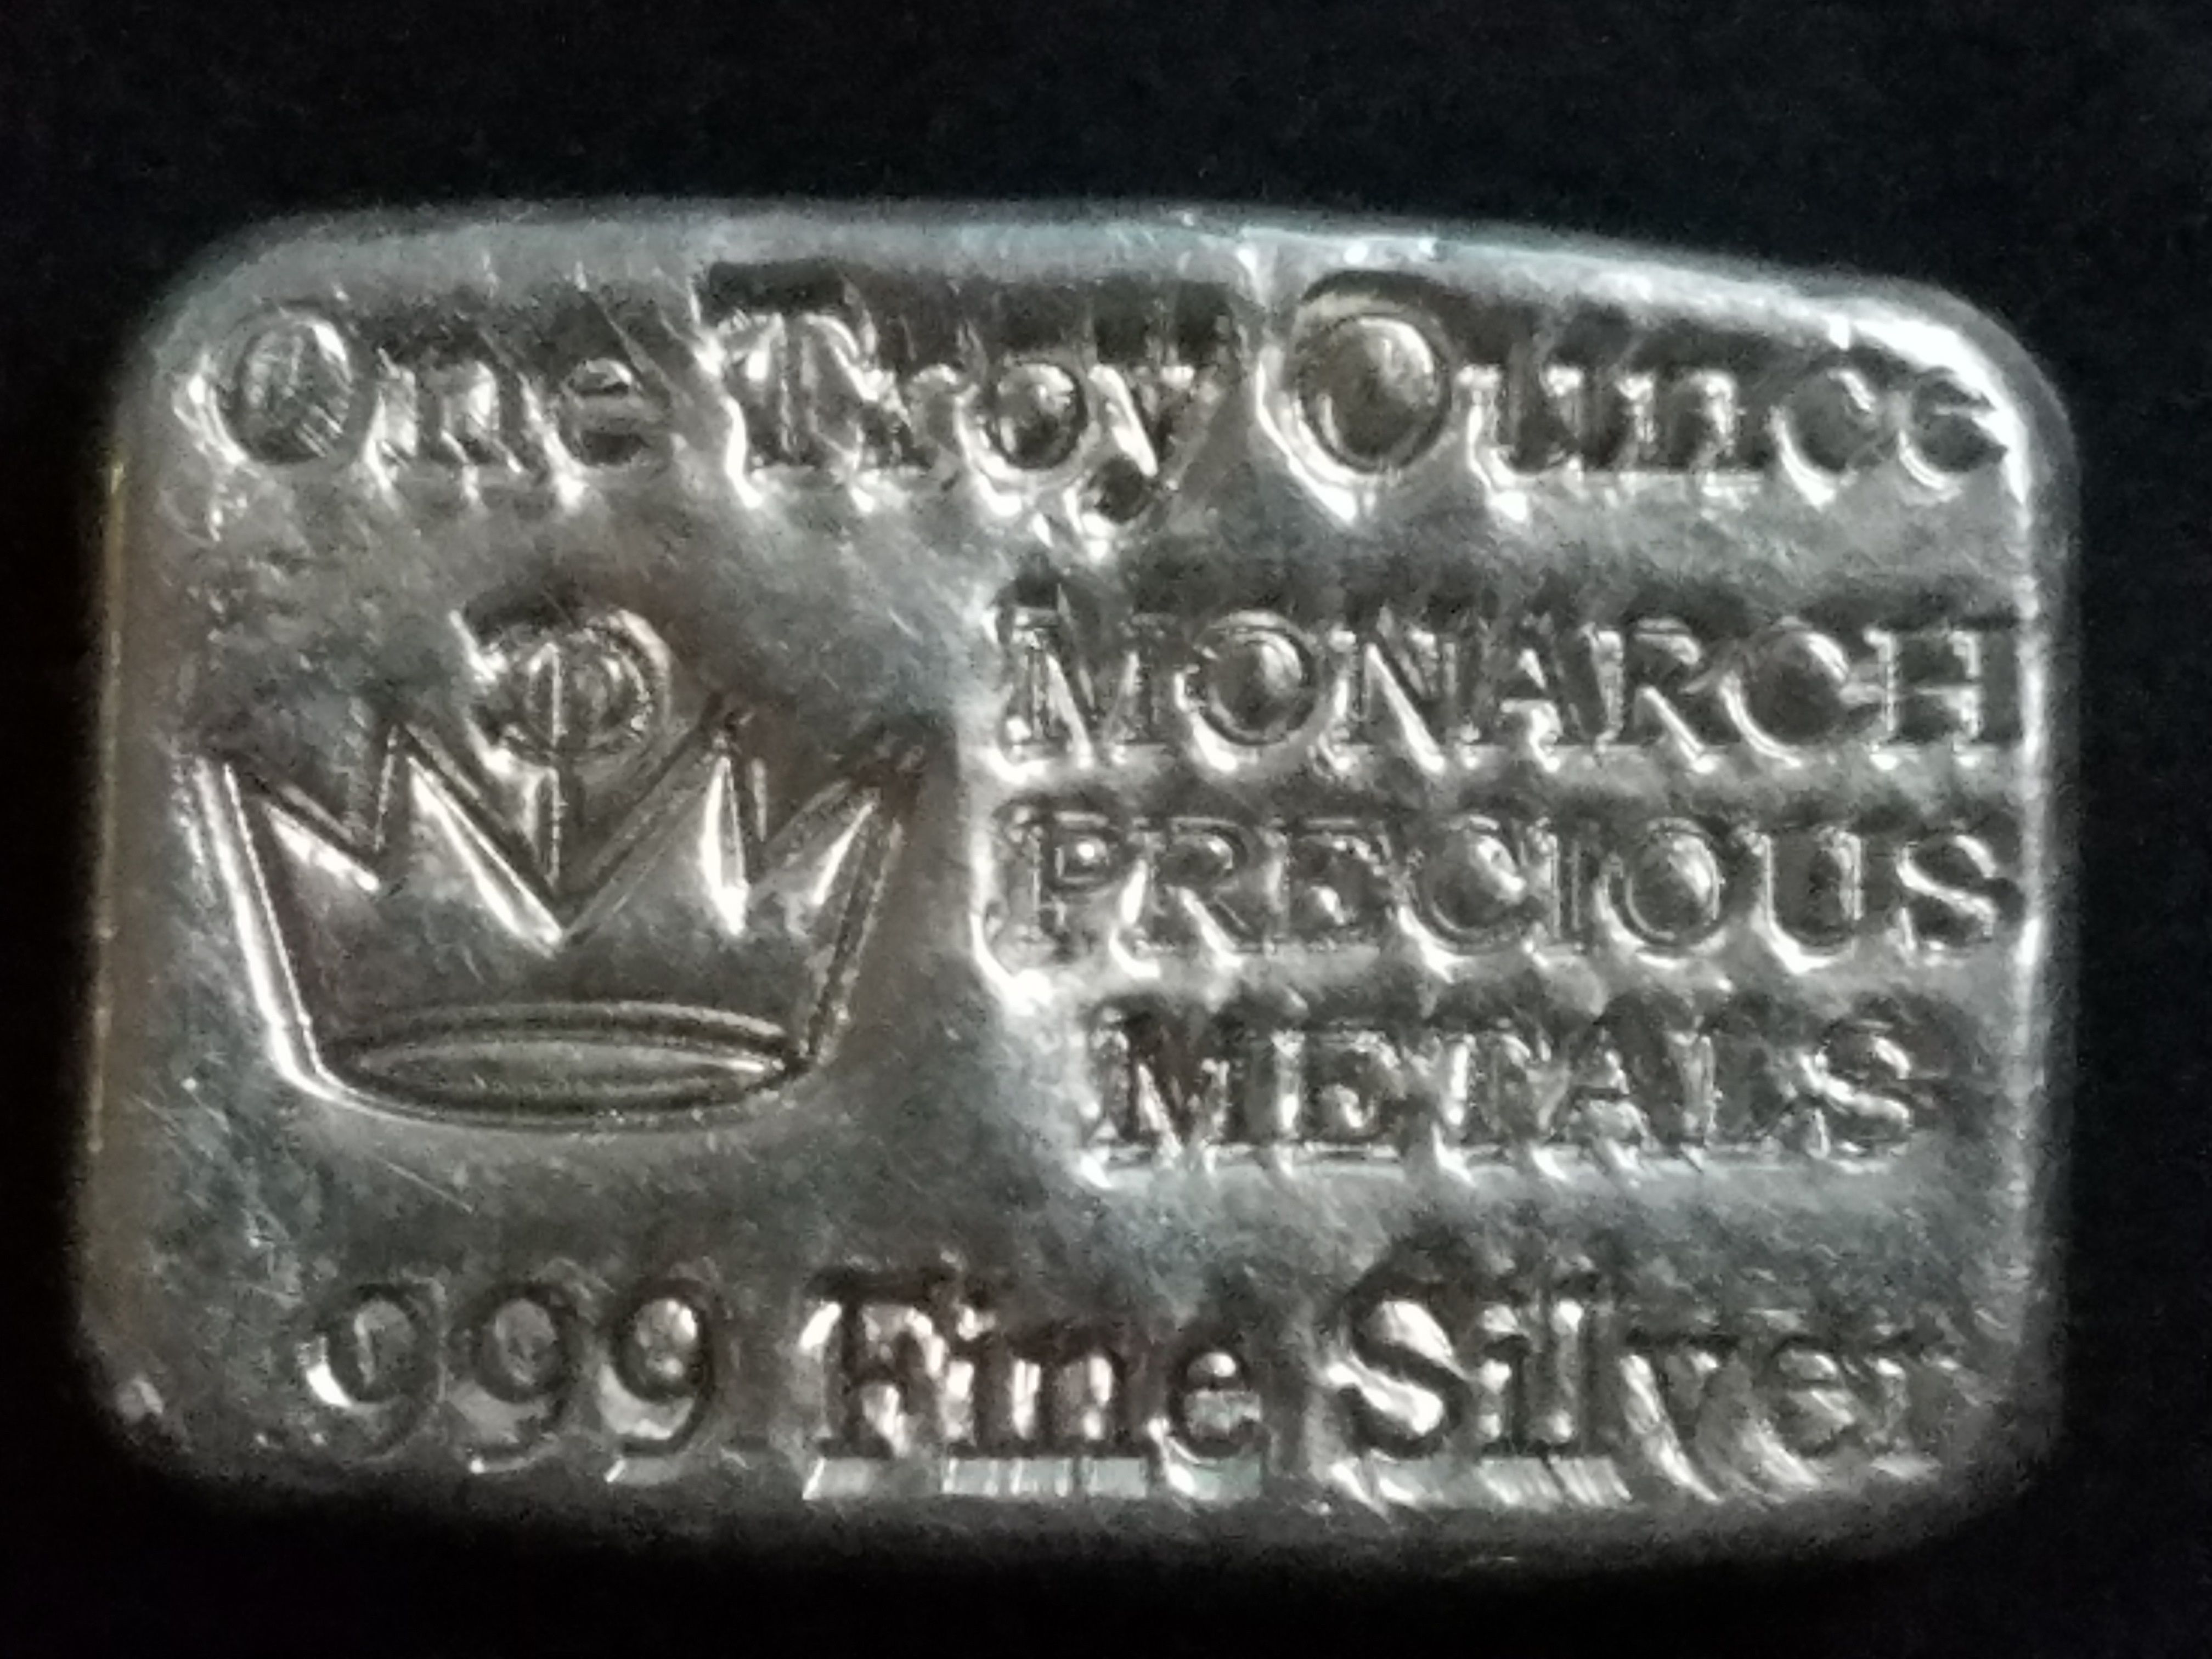 One Troy Ounce
MONARCH
PRECIOUS
METALS
999 Fine Silver